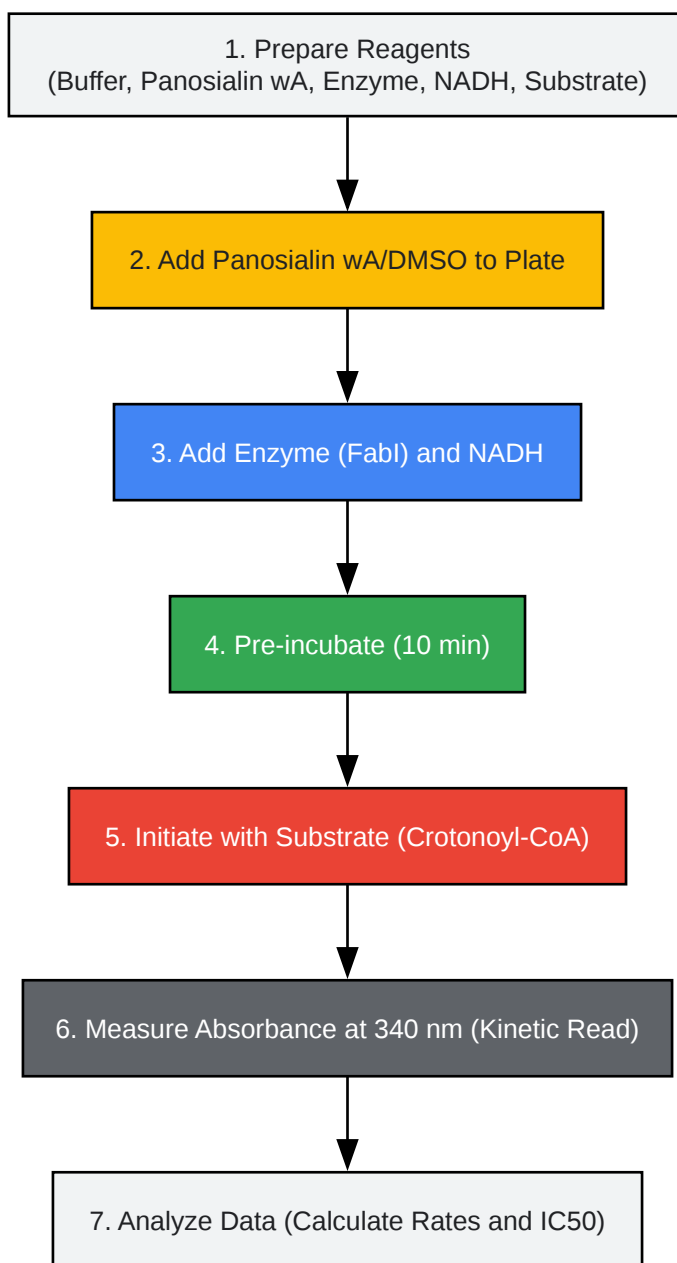 1. Prepare Reagents
(Buffer, Panosialin wA, Enzyme, NADH, Substrate)
2. Add Panosialin wA/DMSO to Plate
3. Add Enzyme (FabI) and NADH
4. Pre-incubate (10 min)
5. Initiate with Substrate (Crotonoyl-CoA)
6. Measure Absorbance at 340 nm (Kinetic Read)
7. Analyze Data (Calculate Rates and IC50)